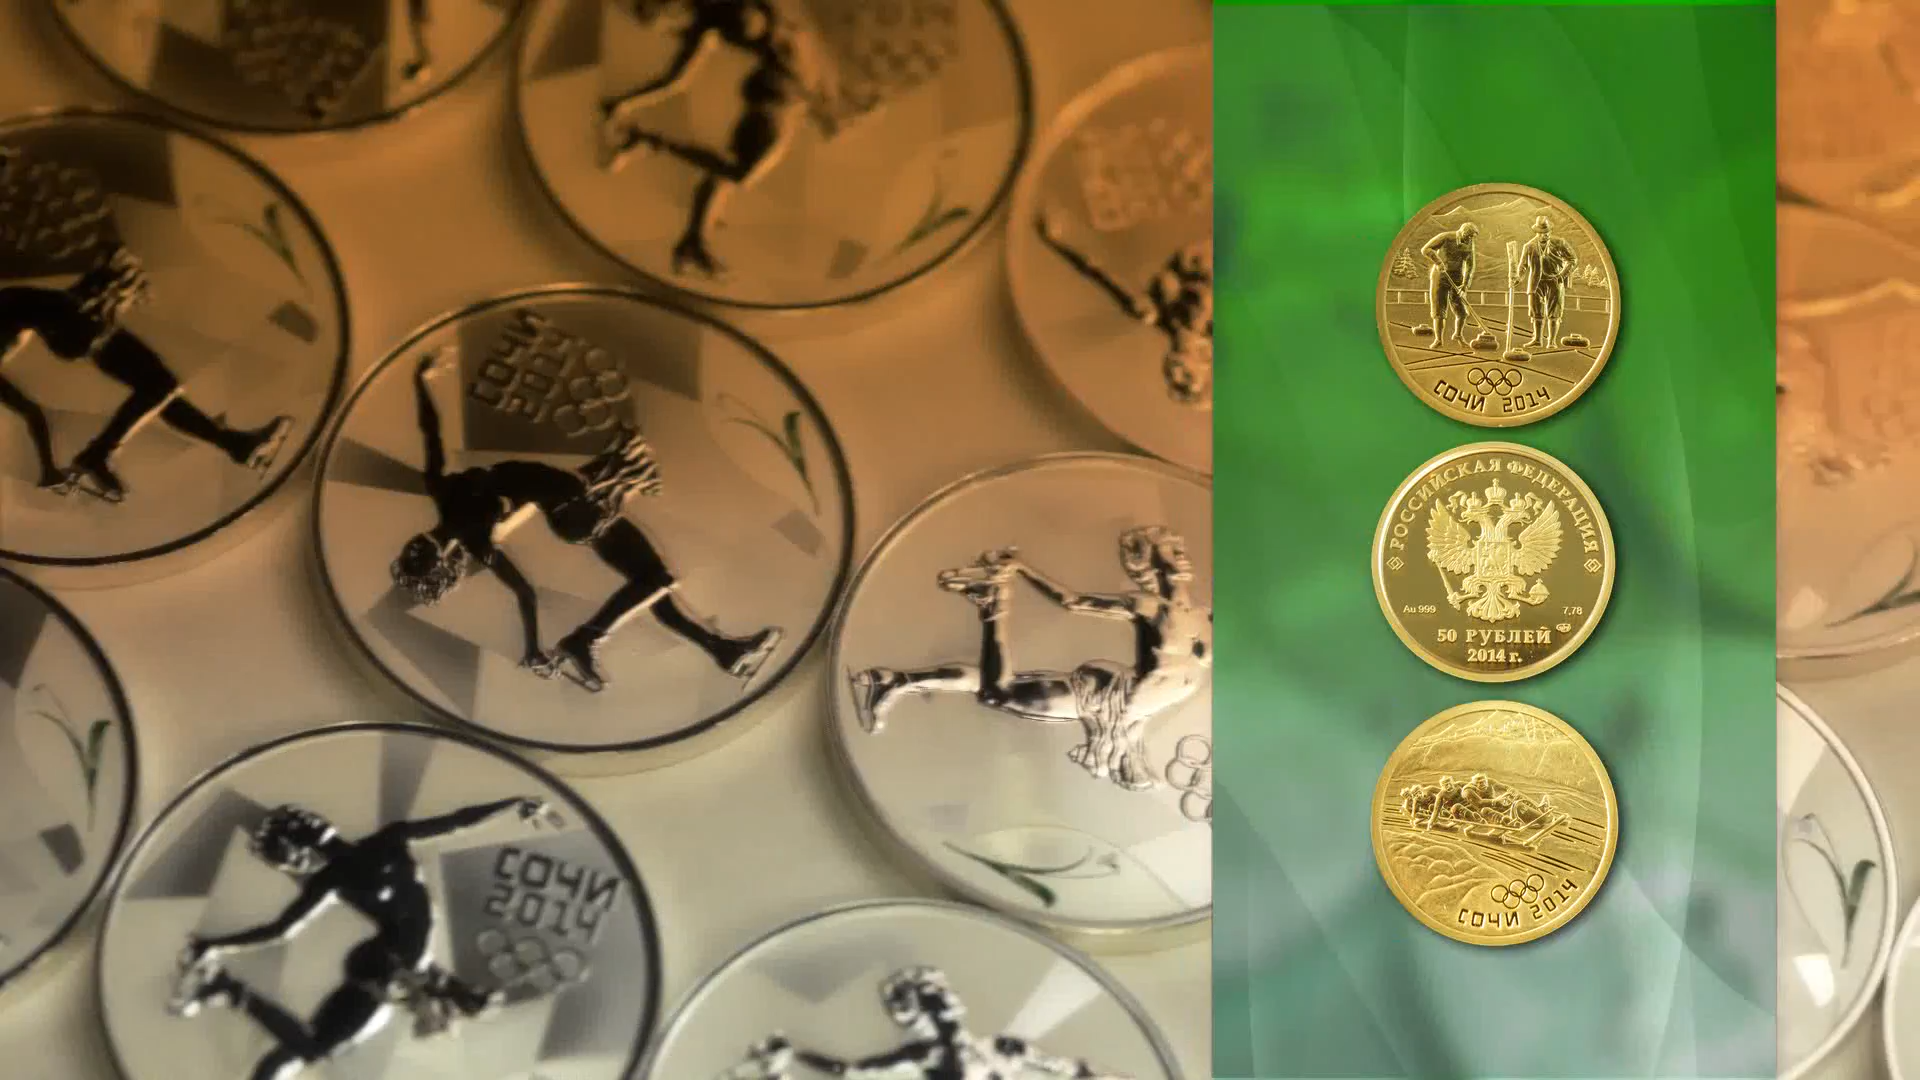 СОЧИ
2014
СОЧИ
2014
СОЧИ 2014
РОССИЙСКАЯ ФЕДЕРАЦИЯ
Au 999
7,78
50 РУБЛЕЙ
2014 г.
СОЧИ 2014